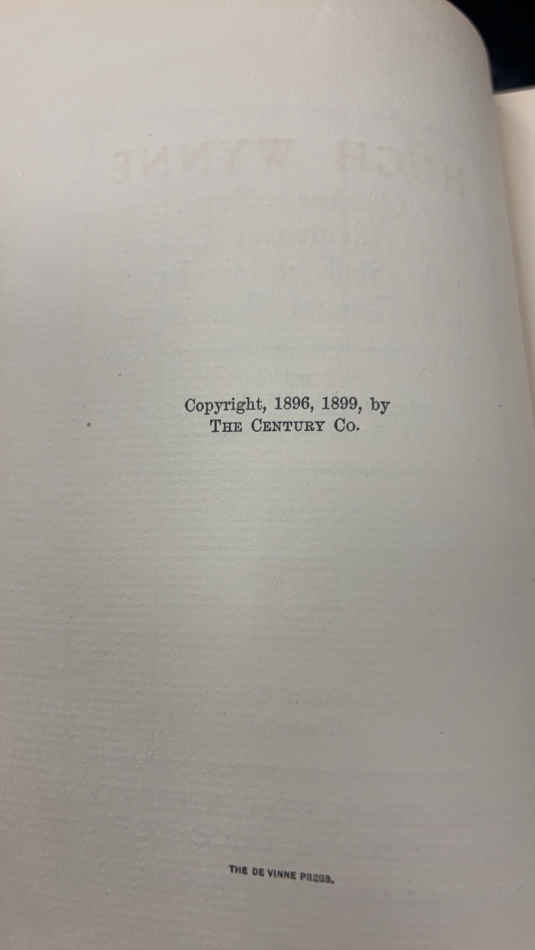 Copyright, 1896, 1899, by
THE CENTURY CO.
THE DE VINNE PRESS.